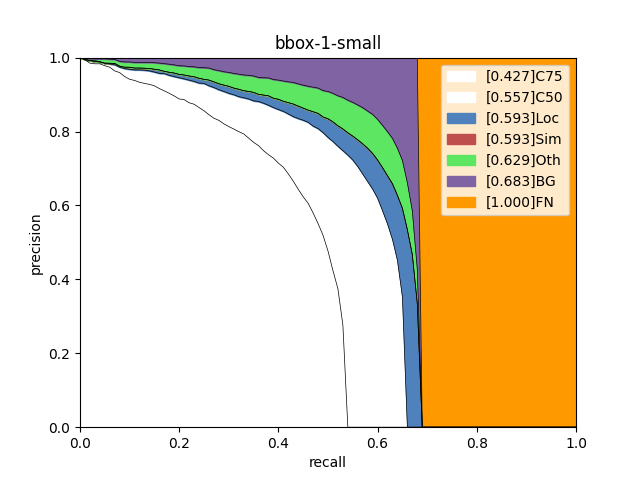 bbox-1-small
1.0
0.8
0.6
0.4
0.2
0.0
precision
[0.427]C75
[0.557]C50
[0.593]Loc
[0.593]Sim
[0.629]Oth
[0.683]BG
[1.000]FN
0.0 0.2 0.4 0.6 0.8 1.0
recall